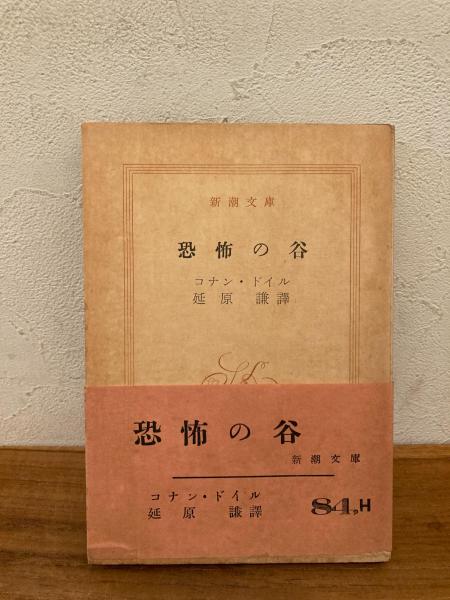 新潮文庫
恐怖の谷
コナン・ドイル
延原 謙譯
恐怖の谷
新潮文庫
コナン・ドイル
延原 謙譯
84,H